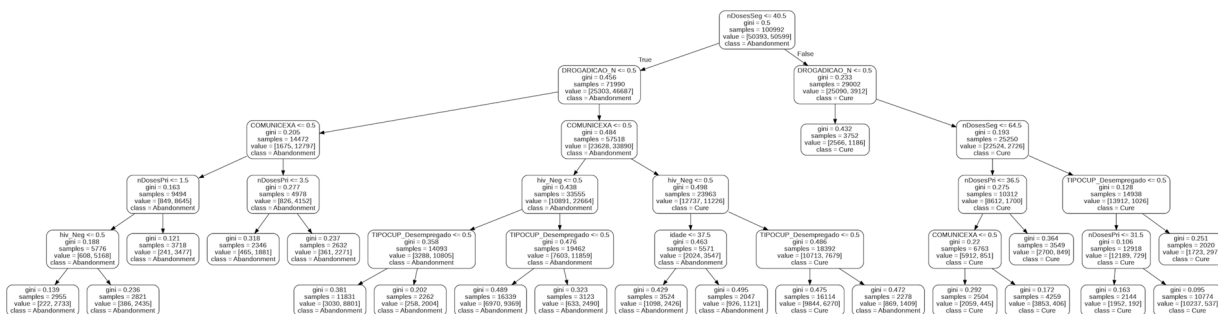 nDosesSeg <= 40.5
gini = 0.5
samples = 100992
value = [50393, 50599]
class = Abandonment
True
False
DROGADICAO_N <= 0.5
gini = 0.456
samples = 71990
value = [25303, 46687]
class = Abandonment
DROGADICAO_N <= 0.5
gini = 0.233
samples = 29002
value = [25090, 3912]
class = Cure
COMUNICEXA <= 0.5
gini = 0.205
samples = 14472
value = [1675, 12797]
class = Abandonment
COMUNICEXA <= 0.5
gini = 0.484
samples = 57518
value = [23628, 33890]
class = Abandonment
gini = 0.432
samples = 3752
value = [2566, 1186]
class = Cure
nDosesSeg <= 64.5
gini = 0.193
samples = 25250
value = [22524, 2726]
class = Cure
nDosesPri <= 1.5
gini = 0.163
samples = 9494
value = [849, 8645]
class = Abandonment
nDosesPri <= 3.5
gini = 0.277
samples = 4978
value = [826, 4152]
class = Abandonment
hiv_Neg <= 0.5
gini = 0.438
samples = 33555
value = [10891, 22664]
class = Abandonment
hiv_Neg <= 0.5
gini = 0.498
samples = 23963
value = [12737, 11226]
class = Cure
nDosesPri <= 36.5
gini = 0.275
samples = 10312
value = [8612, 1700]
class = Cure
TIPOCUP_Desempregado <= 0.5
gini = 0.128
samples = 14938
value = [13912, 1026]
class = Cure
hiv_Neg <= 0.5
gini = 0.188
samples = 5776
value = [608, 5168]
class = Abandonment
gini = 0.121
samples = 3718
value = [241, 3477]
class = Abandonment
gini = 0.318
samples = 2346
value = [465, 1881]
class = Abandonment
gini = 0.237
samples = 2632
value = [361, 2271]
class = Abandonment
TIPOCUP_Desempregado <= 0.5
gini = 0.358
samples = 14093
value = [3288, 10805]
class = Abandonment
TIPOCUP_Desempregado <= 0.5
gini = 0.476
samples = 19462
value = [7603, 11859]
class = Abandonment
idade <= 37.5
gini = 0.463
samples = 5571
value = [2024, 3547]
class = Abandonment
TIPOCUP_Desempregado <= 0.5
gini = 0.486
samples = 18392
value = [10713, 7679]
class = Cure
COMUNICEXA <= 0.5
gini = 0.22
samples = 6763
value = [5912, 851]
class = Cure
gini = 0.364
samples = 3549
value = [2700, 849]
class = Cure
nDosesPri <= 31.5
gini = 0.106
samples = 12918
value = [12189, 729]
class = Cure
gini = 0.251
samples = 2020
value = [1723, 297]
class = Cure
gini = 0.139
samples = 2955
value = [222, 2733]
class = Abandonment
gini = 0.236
samples = 2821
value = [386, 2435]
class = Abandonment
gini = 0.381
samples = 11831
value = [3030, 8801]
class = Abandonment
gini = 0.202
samples = 2262
value = [258, 2004]
class = Abandonment
gini = 0.489
samples = 16339
value = [6970, 9369]
class = Abandonment
gini = 0.323
samples = 3123
value = [633, 2490]
class = Abandonment
gini = 0.429
samples = 3524
value = [1098, 2426]
class = Abandonment
gini = 0.495
samples = 2047
value = [926, 1121]
class = Abandonment
gini = 0.475
samples = 16114
value = [9844, 6270]
class = Cure
gini = 0.472
samples = 2278
value = [869, 1409]
class = Abandonment
gini = 0.292
samples = 2504
value = [2059, 445]
class = Cure
gini = 0.172
samples = 4259
value = [3853, 406]
class = Cure
gini = 0.163
samples = 2144
value = [1952, 192]
class = Cure
gini = 0.095
samples = 10774
value = [10237, 537]
class = Cure